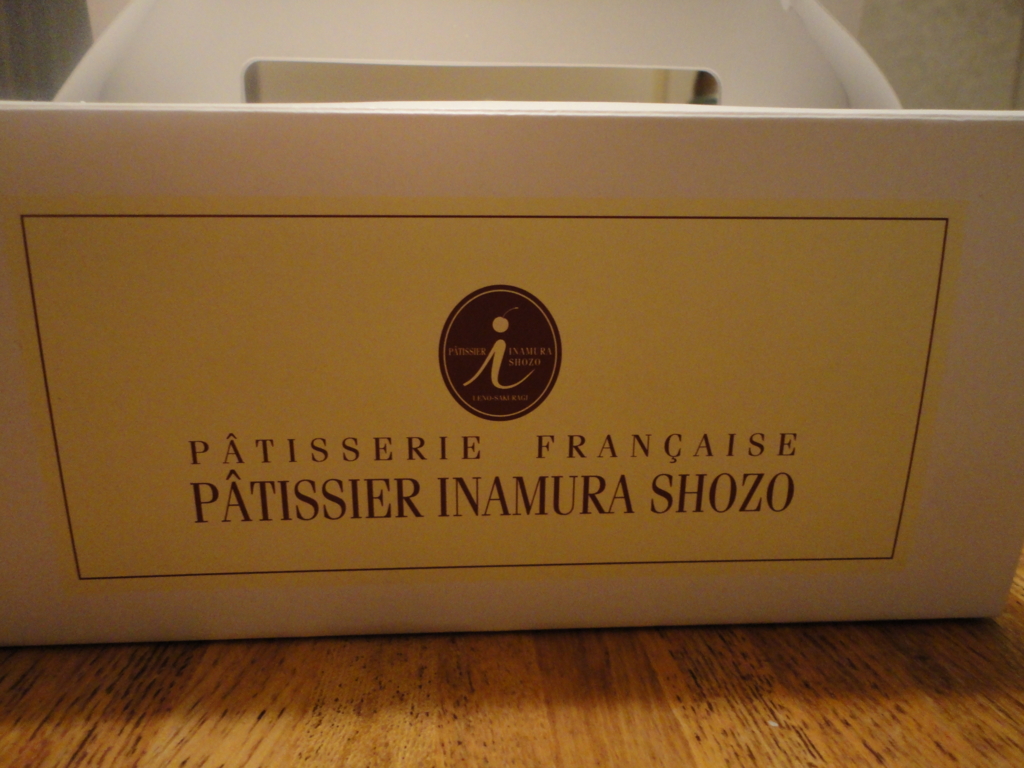 PÂTISSIER INAMURA
SHOZO
UENO-SAKURAGI
PÂTISSERIE FRANÇAISE
PÂTISSIER INAMURA SHOZO